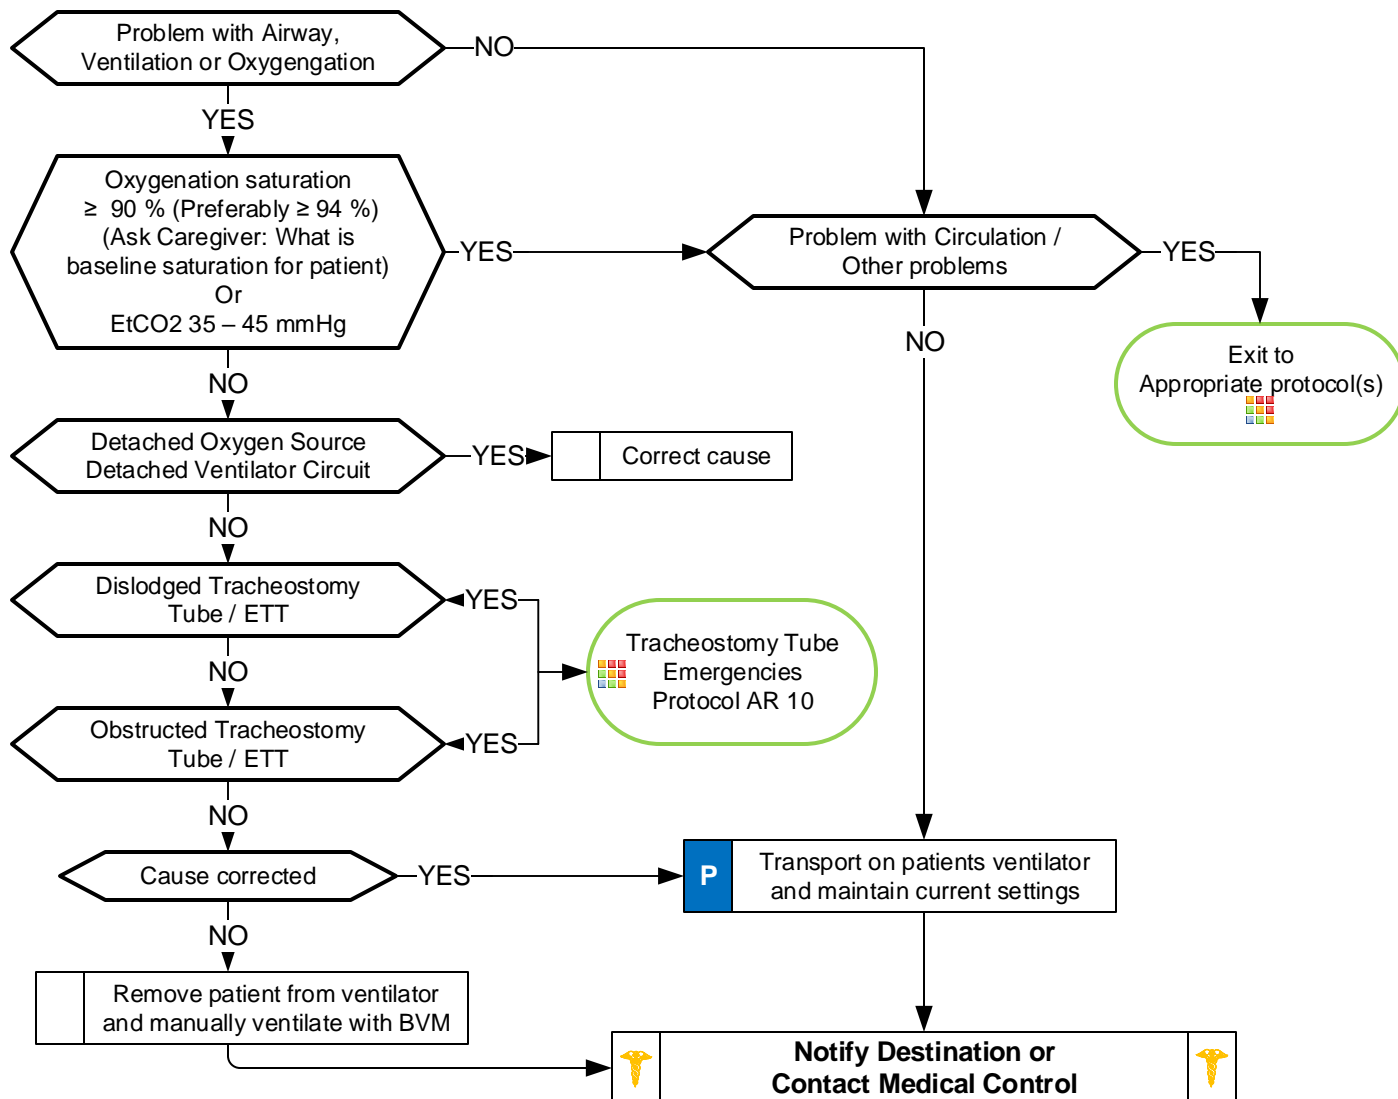 Problem with Airway,
Ventilation or Oxygengation
NO
YES
Oxygenation saturation
≥ 90 % (Preferably ≥ 94 %)
(Ask Caregiver: What is
baseline saturation for patient)
Or
EtCO2 35 – 45 mmHg
YES
Problem with Circulation /
Other problems
YES
NO
Exit to
Appropriate protocol(s)
NO
Detached Oxygen Source
Detached Ventilator Circuit
YES
Correct cause
NO
Dislodged Tracheostomy
Tube / ETT
YES
Tracheostomy Tube
Emergencies
Protocol AR 10
NO
Obstructed Tracheostomy
Tube / ETT
YES
NO
Cause corrected
YES
P
Transport on patients ventilator
and maintain current settings
NO
Remove patient from ventilator
and manually ventilate with BVM
Notify Destination or
Contact Medical Control